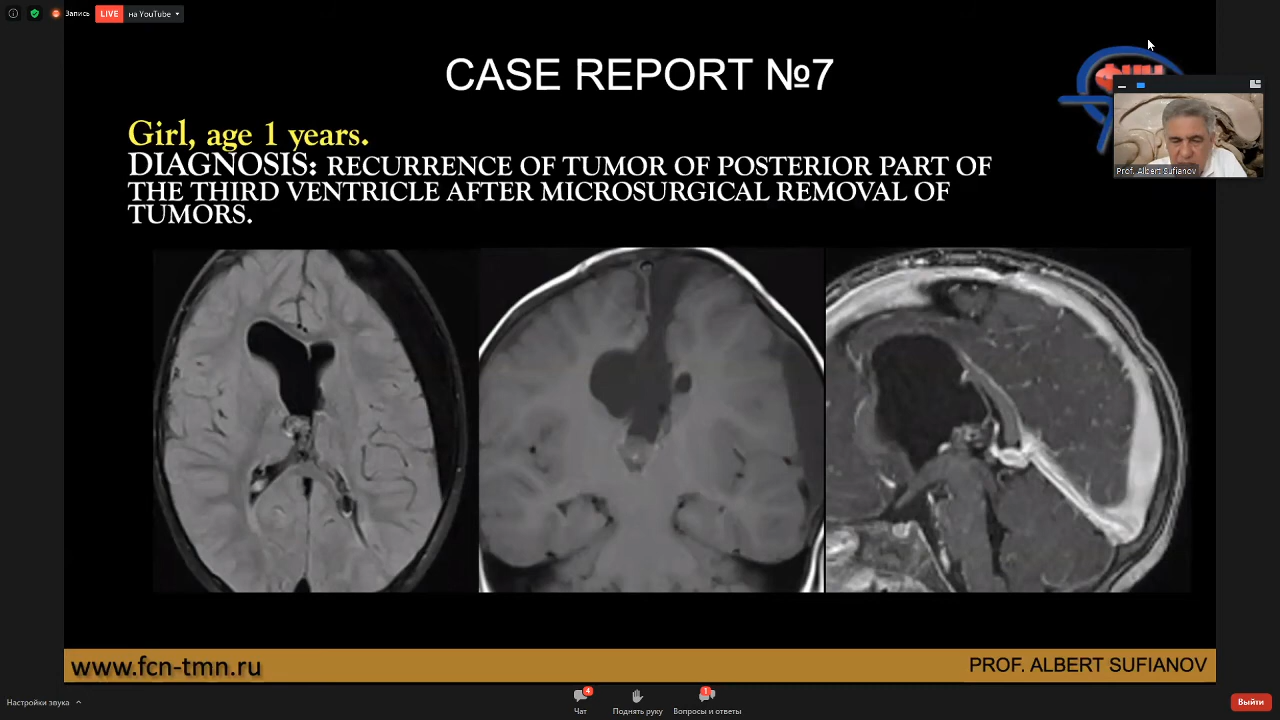 Запись
LIVE на YouTube
CASE REPORT №7
Girl, age 1 years.
DIAGNOSIS: RECURRENCE OF TUMOR OF POSTERIOR PART OF
THE THIRD VENTRICLE AFTER MICROSURGICAL REMOVAL OF
TUMORS.
Prof. Albert Sufianov
www.fcn-tmn.ru
PROF. ALBERT SUFIANOV
Настройки звука
4
Чат
Поднять руку
1
Вопросы и ответы
Выйти